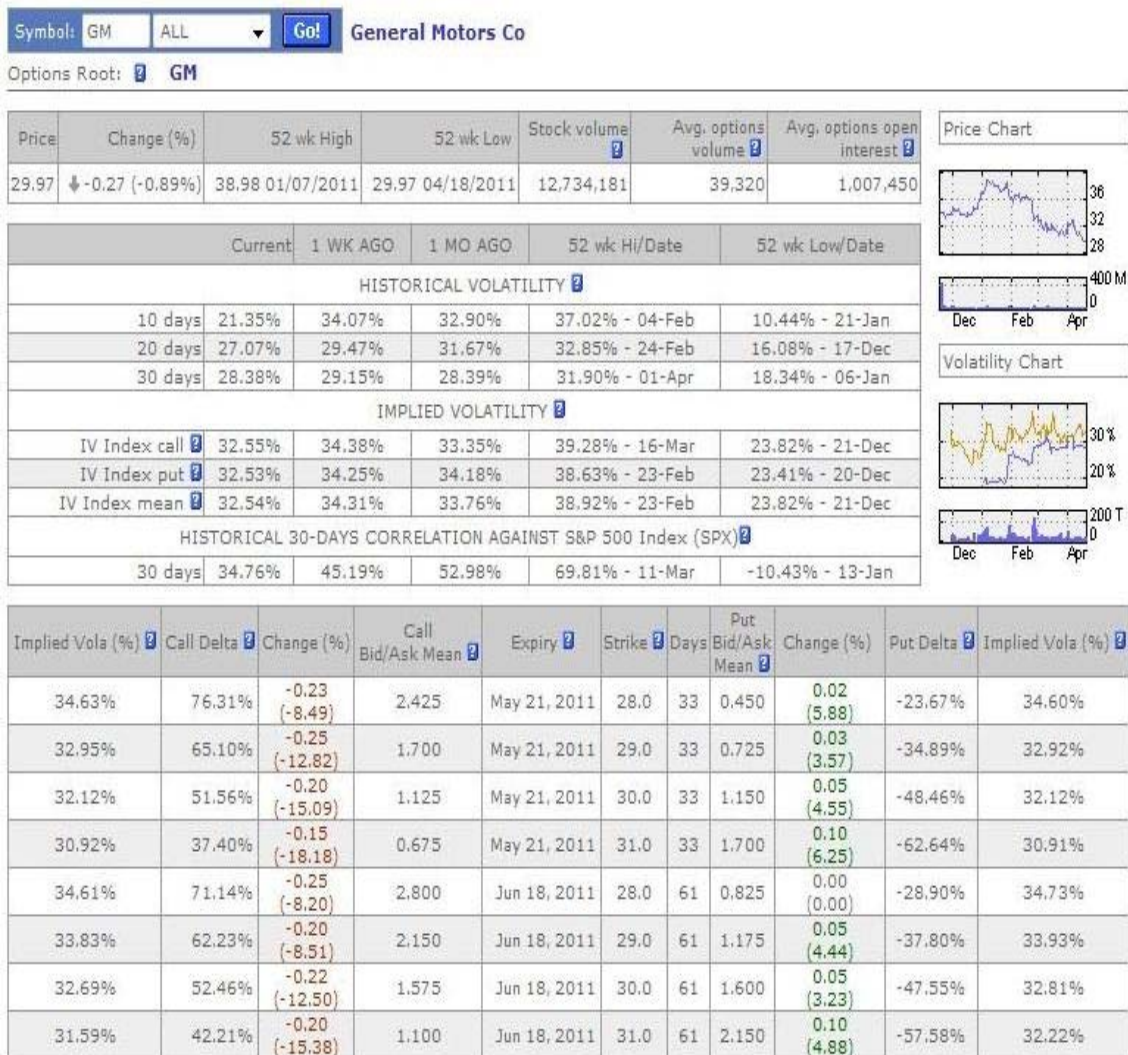 Symbol: GM ALL Go! General Motors Co
Options Root: ? GM
Price Change (%) 52 wk High 52 wk Low Stock volume ? Avg. options volume ? Avg. options open interest ?
29.97 -0.27 (-0.89%) 38.98 01/07/2011 29.97 04/18/2011 12,734,181 39,320 1,007,450
Current 1 WK AGO 1 MO AGO 52 wk Hi/Date 52 wk Low/Date
HISTORICAL VOLATILITY ?
10 days 21.35% 34.07% 32.90% 37.02% - 04-Feb 10.44% - 21-Jan
20 days 27.07% 29.47% 31.67% 32.85% - 24-Feb 16.08% - 17-Dec
30 days 28.38% 29.15% 28.39% 31.90% - 01-Apr 18.34% - 06-Jan
IMPLIED VOLATILITY ?
IV Index call ? 32.55% 34.38% 33.35% 39.28% - 16-Mar 23.82% - 21-Dec
IV Index put ? 32.53% 34.25% 34.18% 38.63% - 23-Feb 23.41% - 20-Dec
IV Index mean ? 32.54% 34.31% 33.76% 38.92% - 23-Feb 23.82% - 21-Dec
HISTORICAL 30-DAYS CORRELATION AGAINST S&P 500 Index (SPX) ?
30 days 34.76% 45.19% 52.98% 69.81% - 11-Mar -10.43% - 13-Jan
Price Chart
36
32
28
400 M
0
Dec Feb Apr
Volatility Chart
30 %
20 %
200 T
0
Dec Feb Apr
Implied Vola (%) ? Call Delta ? Change (%) Call Bid/Ask Mean ? Expiry ? Strike ? Days Put Bid/Ask Mean ? Change (%) Put Delta ? Implied Vola (%) ?
34.63% 76.31% -0.23 (-8.49) 2.425 May 21, 2011 28.0 33 0.450 0.02 (5.88) -23.67% 34.60%
32.95% 65.10% -0.25 (-12.82) 1.700 May 21, 2011 29.0 33 0.725 0.03 (3.57) -34.89% 32.92%
32.12% 51.56% -0.20 (-15.09) 1.125 May 21, 2011 30.0 33 1.150 0.05 (4.55) -48.46% 32.12%
30.92% 37.40% -0.15 (-18.18) 0.675 May 21, 2011 31.0 33 1.700 0.10 (6.25) -62.64% 30.91%
34.61% 71.14% -0.25 (-8.20) 2.800 Jun 18, 2011 28.0 61 0.825 0.00 (0.00) -28.90% 34.73%
33.83% 62.23% -0.20 (-8.51) 2.150 Jun 18, 2011 29.0 61 1.175 0.05 (4.44) -37.80% 33.93%
32.69% 52.46% -0.22 (-12.50) 1.575 Jun 18, 2011 30.0 61 1.600 0.05 (3.23) -47.55% 32.81%
31.59% 42.21% -0.20 (-15.38) 1.100 Jun 18, 2011 31.0 61 2.150 0.10 (4.88) -57.58% 32.22%